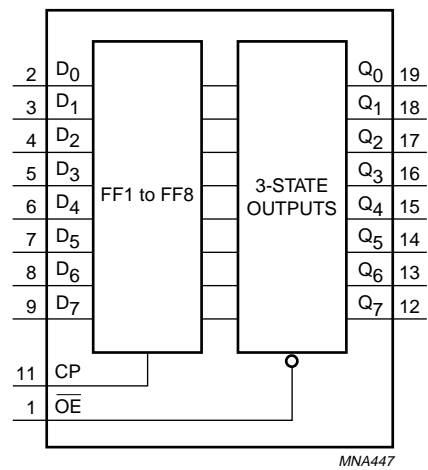 2 D0 Q0 19
3 D1 Q1 18
4 D2 Q2 17
5 D3 Q3 16
FF1 to FF8
3-STATE
OUTPUTS
6 D4 Q4 15
7 D5 Q5 14
8 D6 Q6 13
9 D7 Q7 12
11 CP
1 O̅E̅
MNA447